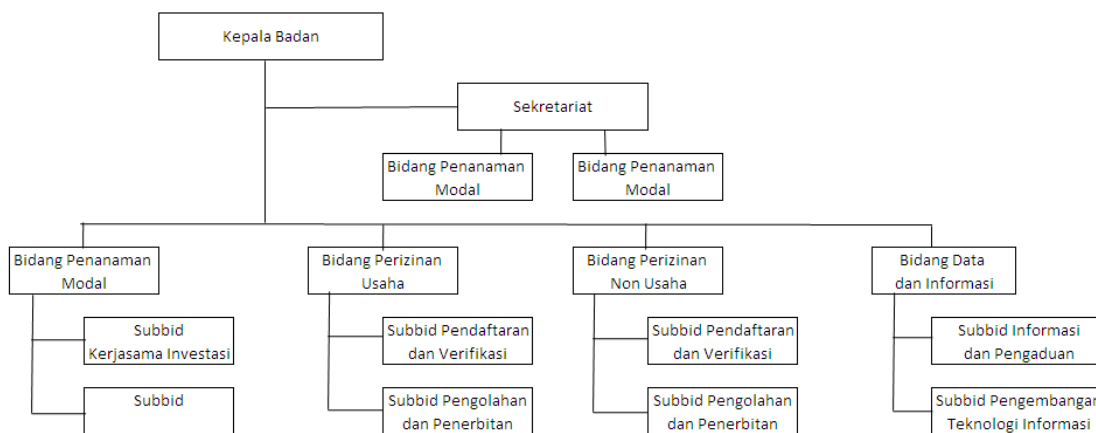 Kepala Badan
Sekretariat
Bidang Penanaman
Modal
Bidang Penanaman
Modal
Bidang Penanaman
Modal
Bidang Perizinan
Usaha
Bidang Perizinan
Non Usaha
Bidang Data
dan Informasi
Subbid
Kerjasama Investasi
Subbid Pendaftaran
dan Verifikasi
Subbid Pendaftaran
dan Verifikasi
Subbid Informasi
dan Pengaduan
Subbid
Subbid Pengolahan
dan Penerbitan
Subbid Pengolahan
dan Penerbitan
Subbid Pengembangan
Teknologi Informasi